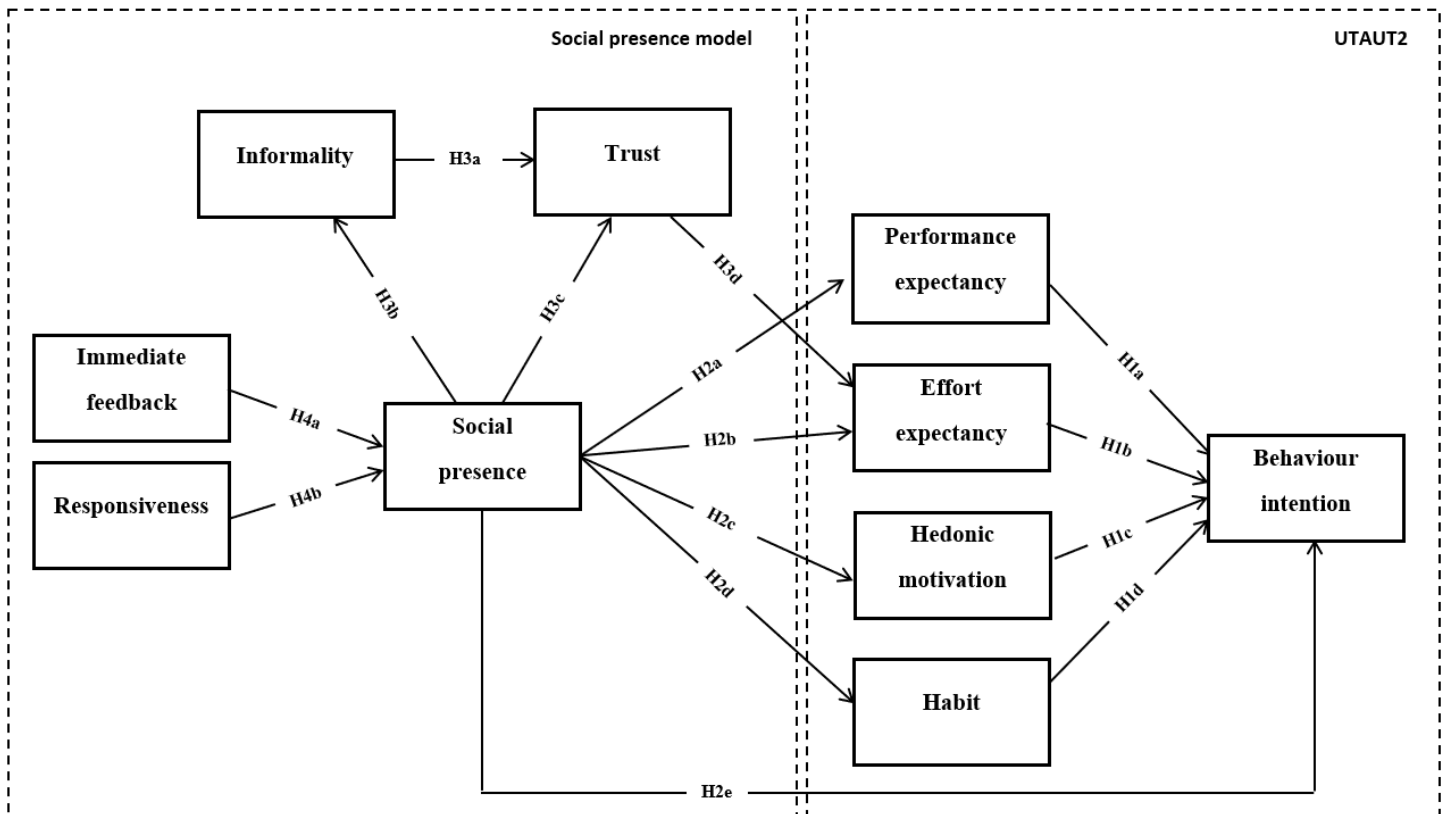 Social presence model
UTAUT2
Informality
H3a
Trust
Performance
expectancy
H3d
H3b
H3c
H2a
H1a
Immediate
feedback
H4a
Social
presence
H2b
Effort
expectancy
H1b
Behaviour
intention
Responsiveness
H4b
H2c
Hedonic
motivation
H1c
H2d
H1d
Habit
H2e